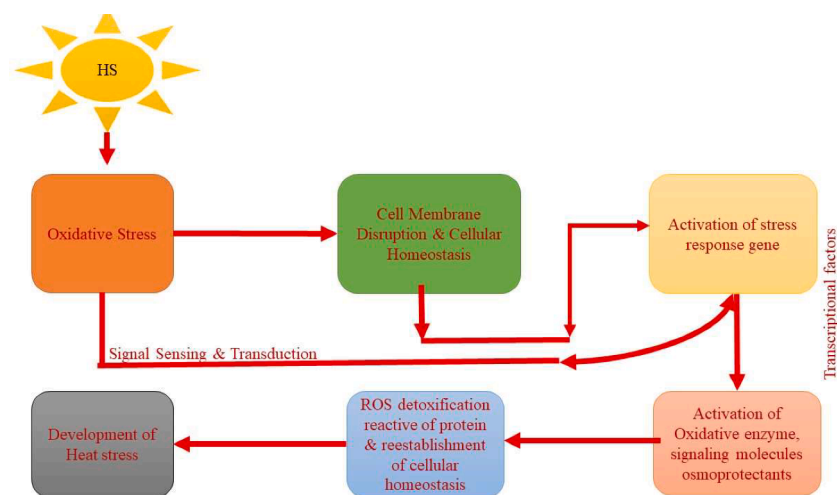 HS
Oxidative Stress
Cell Membrane
Disruption & Cellular
Homeostasis
Activation of stress
response gene
Transcriptional factors
Signal Sensing & Transduction
Development of
Heat stress
ROS detoxification
reactive of protein
& reestablishment
of cellular
homeostasis
Activation of
Oxidative enzyme,
signaling molecules
osmoprotectants